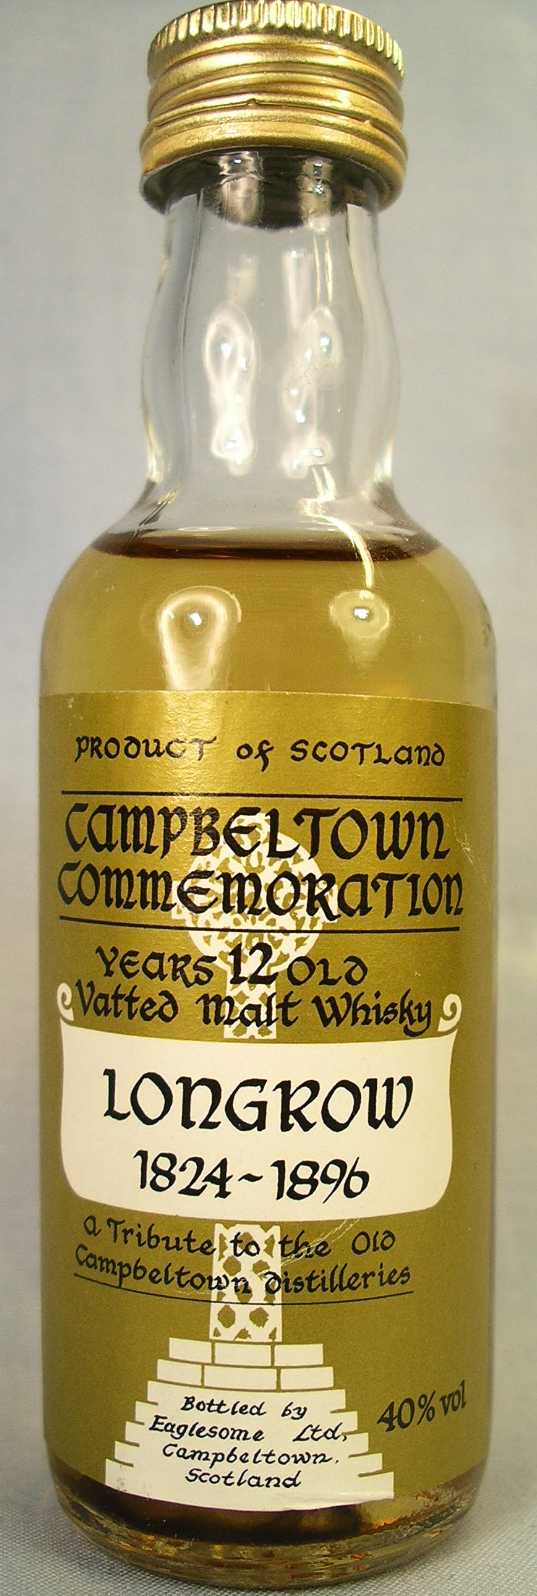 PRODUCT of SCOTLAND
CAMPBELTOWN
COMMEMORATION
YEARS 12 OLD
Vatted Malt Whisky
LONGROW
1824~1896
a Tribute to the Old
Campbeltown distilleries
Bottled by
Eaglesome Ltd,
Campbeltown.
Scotland
40% vol